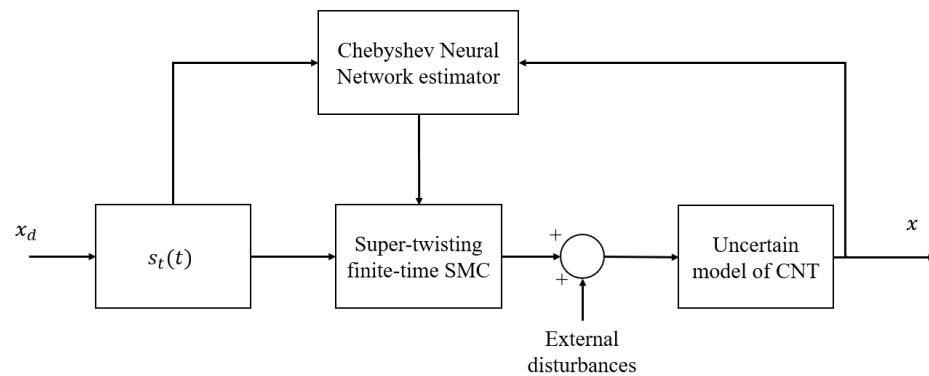 Chebyshev Neural
Network estimator
x_d
s_t(t)
Super-twisting
finite-time SMC
+
+
Uncertain
model of CNT
x
External
disturbances